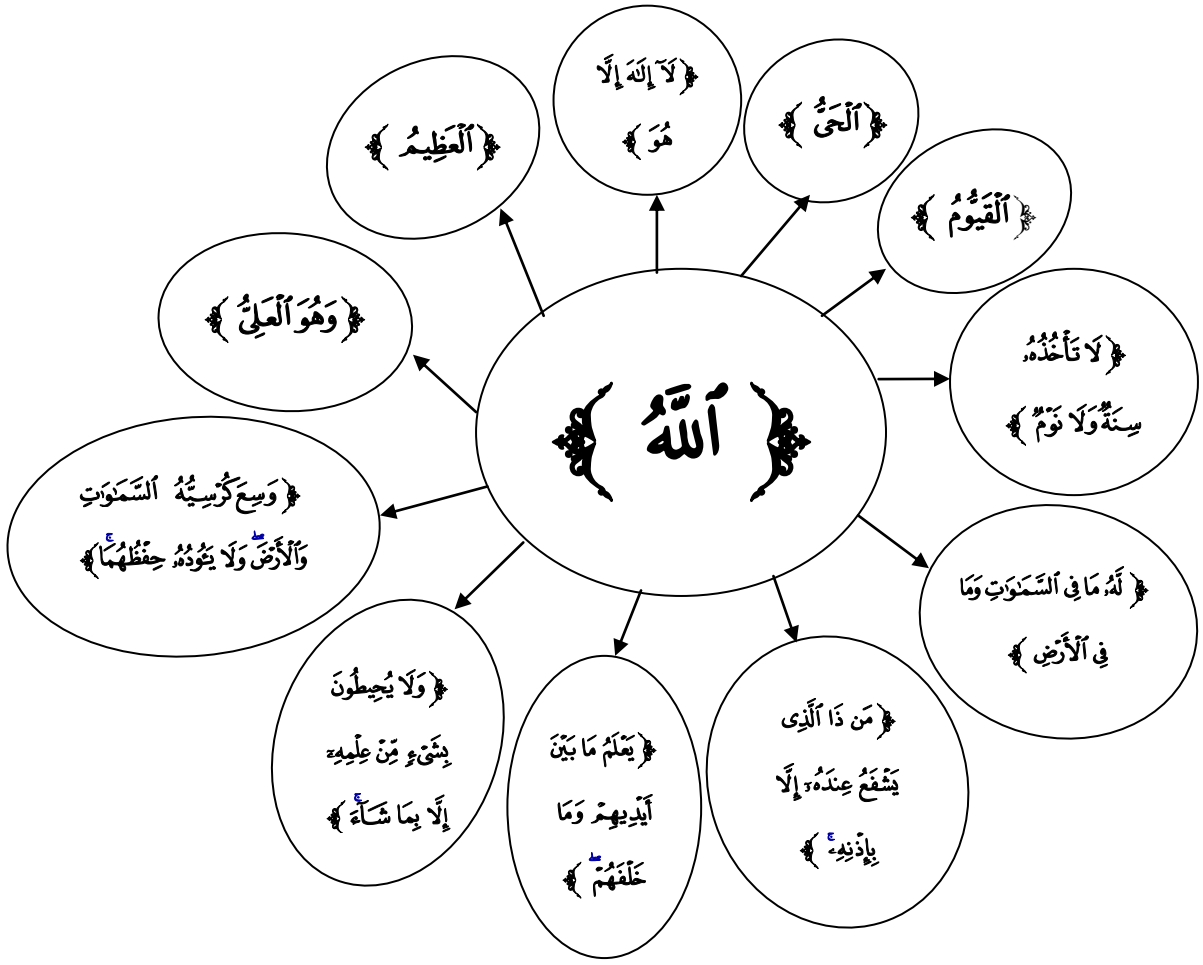 ﴿ ٱللَّهُ ﴾
﴿ لَآ إِلَـٰهَ إِلَّا
هُوَ ﴾
﴿ ٱلْحَىُّ ﴾
﴿ ٱلْقَيُّومُ ﴾
﴿ لَا تَأْخُذُهُۥ
سِنَةٌ وَلَا نَوْمٌ ﴾
﴿ لَّهُۥ مَا فِى ٱلسَّمَـٰوَٰتِ وَمَا
فِى ٱلْأَرْضِ ﴾
﴿ مَن ذَا ٱلَّذِى
يَشْفَعُ عِندَهُۥٓ إِلَّا
بِإِذْنِهِۦ ۚ ﴾
﴿ يَعْلَمُ مَا بَيْنَ
أَيْدِيهِمْ وَمَا
خَلْفَهُمْ ۖ ﴾
﴿ وَلَا يُحِيطُونَ
بِشَىْءٍ مِّنْ عِلْمِهِۦٓ
إِلَّا بِمَا شَآءَ ۚ ﴾
﴿ وَسِعَ كُرْسِيُّهُ ٱلسَّمَـٰوَٰتِ
وَٱلْأَرْضَ ۖ وَلَا يَـُٔودُهُۥ حِفْظُهُمَا ۚ ﴾
﴿ وَهُوَ ٱلْعَلِىُّ ﴾
﴿ ٱلْعَظِيمُ ﴾